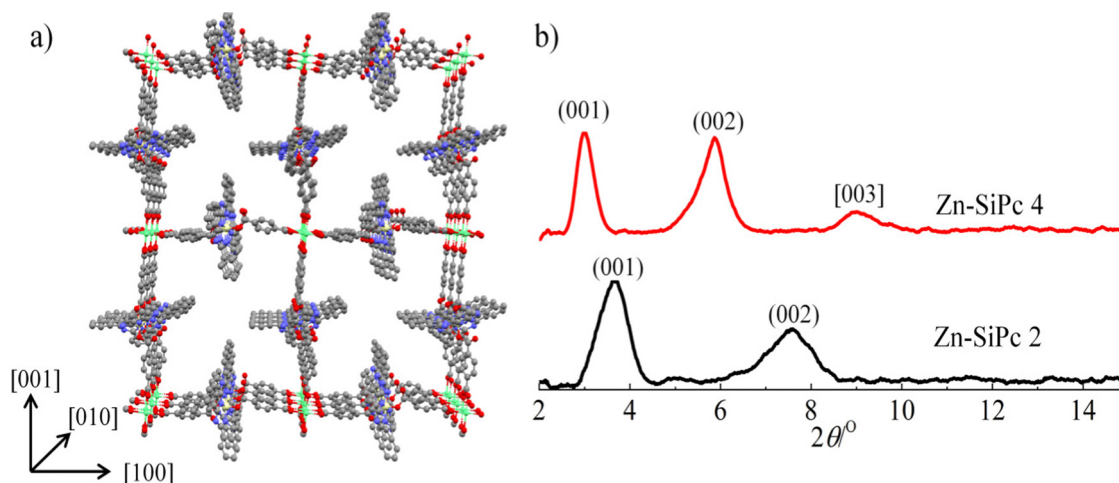 a)
[001]
[010]
[100]
b)
(001)
(002)
[003]
Zn-SiPc 4
(001)
(002)
Zn-SiPc 2
2 4 6 8 10 12 14
2θ/O